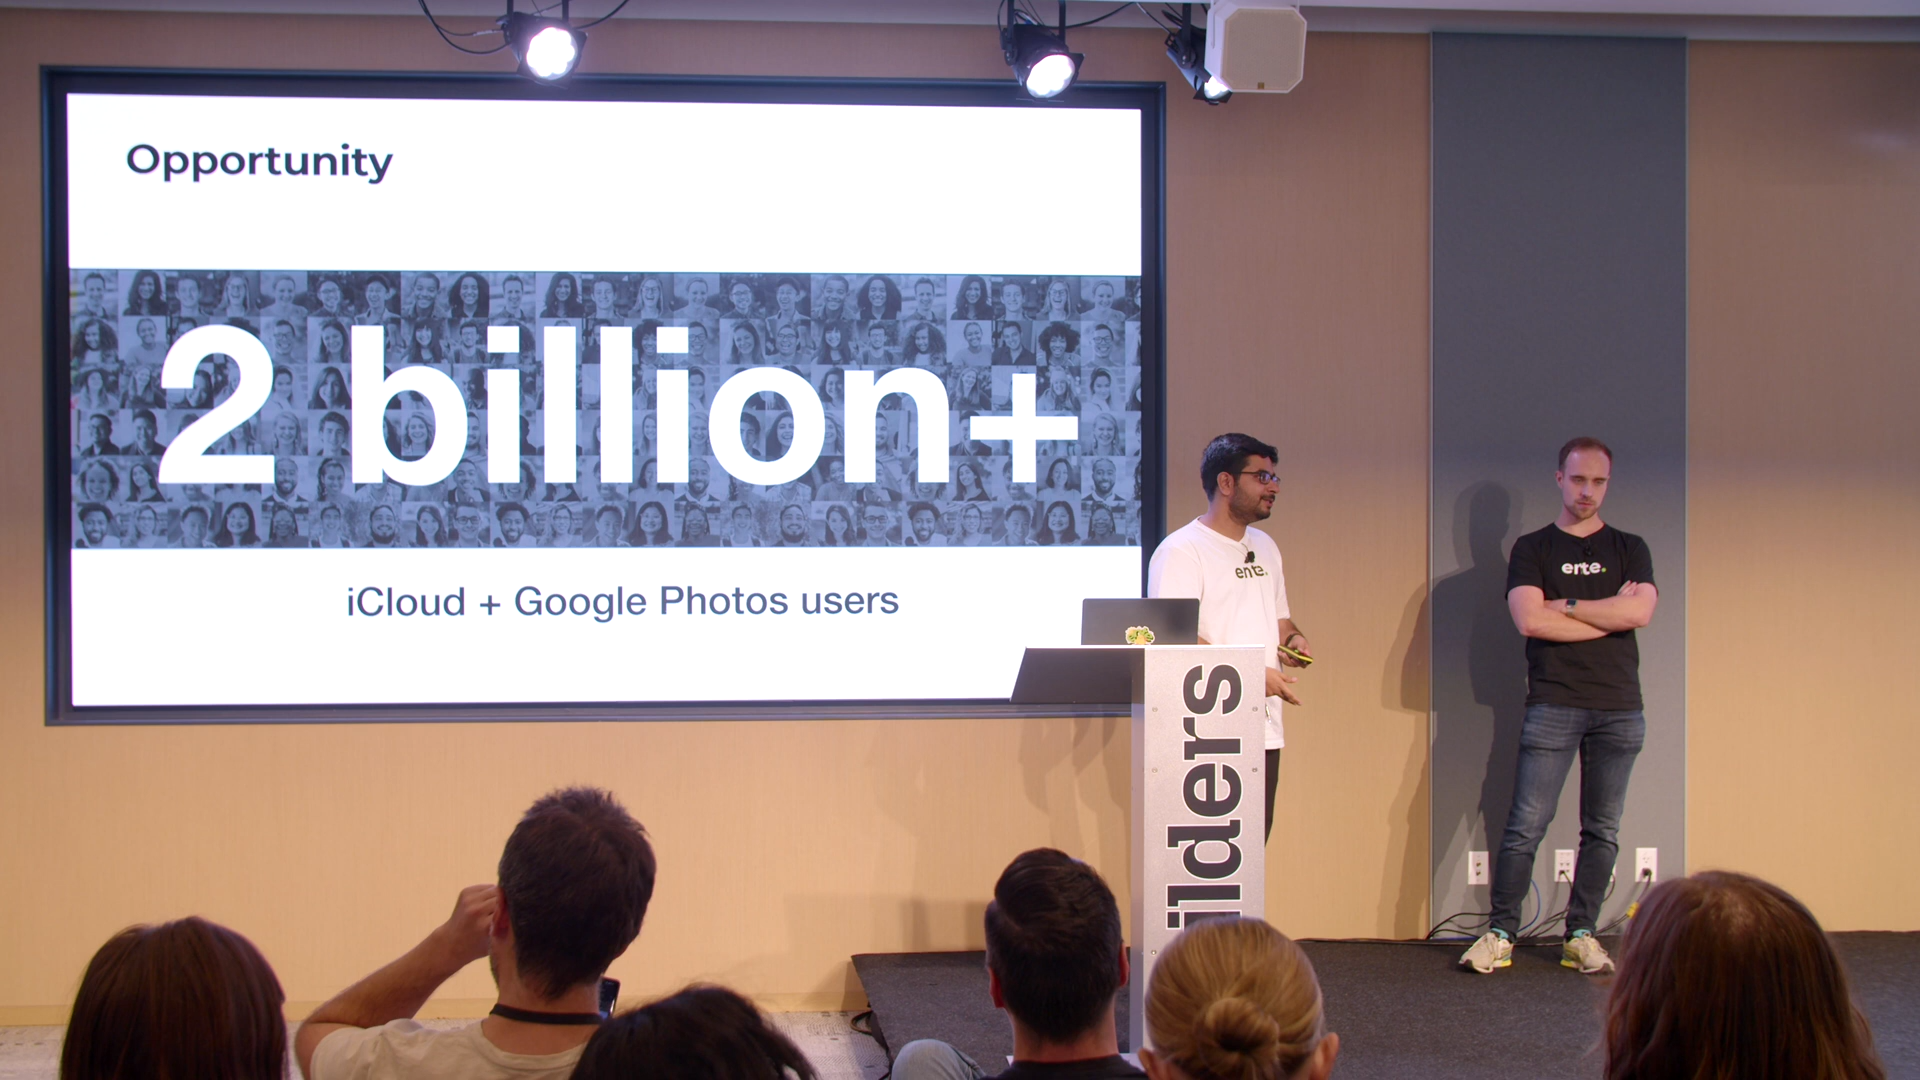 Opportunity
2 billion+
iCloud + Google Photos users
ente.
ente.
ilders